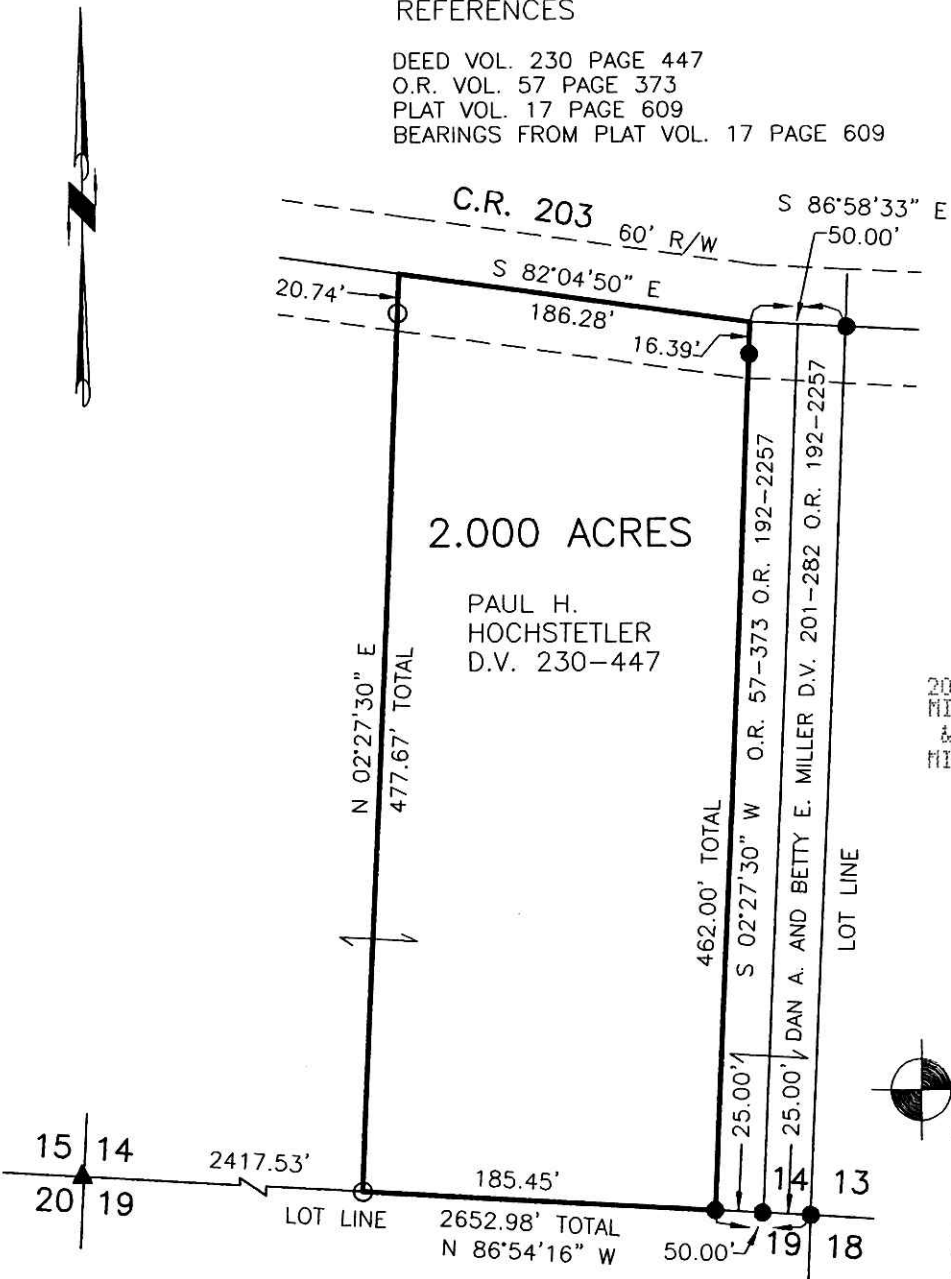 REFERENCES
DEED VOL. 230 PAGE 447
O.R. VOL. 57 PAGE 373
PLAT VOL. 17 PAGE 609
BEARINGS FROM PLAT VOL. 17 PAGE 609
N
C.R. 203
60' R/W
S 86°58'33" E
50.00'
S 82°04'50" E
186.28'
20.74'
16.39'
2.000 ACRES
PAUL H.
HOCHSTETLER
D.V. 230-447
N 02°27'30" E
477.67' TOTAL
462.00' TOTAL
S 02°27'30" W O.R. 57-373 O.R. 192-2257
DAN A. AND BETTY E. MILLER D.V. 201-282 O.R. 192-2257
LOT LINE
20
MI
&
MI
25.00'
25.00'
15 14
20 19
2417.53'
185.45'
LOT LINE
2652.98' TOTAL
N 86°54'16" W
50.00'
14 13
19 18